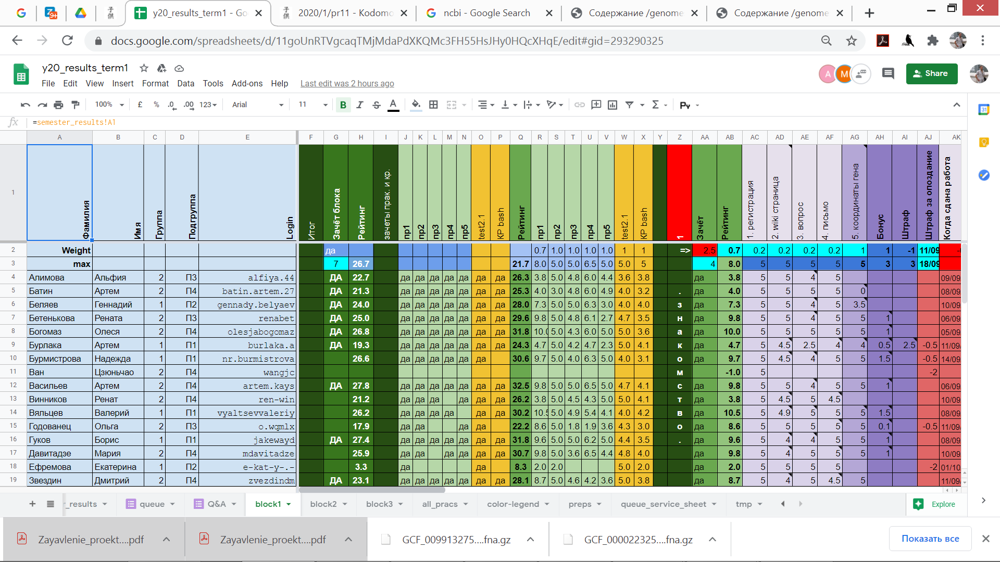 y20_results_term1 - Go
2020/1/pr11 - Kodomo
ncbi - Google Search
Содержание /genome
Содержание /genome
docs.google.com/spreadsheets/d/11goUnRTVgcaqTMjMdaPdXKQMc3FH55HsJHy0HQcXHqE/edit#gid=293290325
y20_results_term1
File Edit View Insert Format Data Tools Add-ons Help Last edit was 2 hours ago
A M Share
100% £ % .0 .00 123 Arial 11 B I S A Σ Py
fx =semester_results!A1
A B C D E F G H I J K L M N O P Q R S T U V W X Y Z AA AB AC AD AE AF AG AH AI AJ AK
1 Фамилия Имя Группа Подгруппа Login Итог Зачёт блока Рейтинг зачеты прак. и кр. пр1 пр2 пр3 пр4 пр5 test2.1 КР bash Рейтинг пр1 пр2 пр3 пр4 пр5 test2.1 КР bash 1 Зачёт Рейтинг 1. регистрация 2. wiki страница 3. вопрос 4. письмо 5. координаты гена Бонус Штраф Штраф за опоздание Когда сдана работа
2 Weight да 0.7 1.0 1.0 1.0 1.0 1 1 => 2.5 0.7 0.2 0.2 0.2 0.2 1 1 -1 11/09
3 max 7 26.7 21.7 8.0 5.0 5.0 6.5 5.0 5.0 5 4 8.0 5 5 5 5 5 3 3 18/09
4 Алимова Альфия 2 П3 alfiya.44 ДА 22.7 да да да да да да да 26.3 3.8 5.0 4.8 6.0 4.4 3.6 3.8 да 3.8 5 5 4 5 09/09
5 Батин Артем 2 П4 batin.artem.27 ДА 21.3 да да да да да да да 25.3 4.0 3.0 4.8 6.0 4.9 4.0 3.2 . да 4.0 5 5 5 5 0 08/09
6 Беляев Геннадий 1 П2 gennady.belyaev ДА 24.0 да да да да да да да 28.0 7.3 5.0 5.0 6.3 3.0 4.0 4.0 з да 7.3 5 5 4 5 3.5 10/09
7 Бетенькова Рената 2 П3 renabet ДА 25.0 да да да да да да да 29.6 9.8 5.0 4.8 6.1 2.7 4.7 3.5 н да 9.8 5 5 4 5 5 1 06/09
8 Богомаз Олеся 2 П4 olesjabogomaz ДА 26.8 да да да да да да да 31.8 10.0 5.0 4.3 6.0 5.0 5.0 3.6 а да 10.0 5 5 5 5 5 1 05/09
9 Бурлака Артем 1 П1 burlaka.a ДА 19.3 да да да да да да да 24.3 4.7 5.0 4.2 4.7 2.3 5.0 4.1 к да 4.7 5 4.5 2.5 4 4 0.5 2.5 -0.5 11/09
10 Бурмистрова Надежда 1 П1 nr.burmistrova 26.6 да да да да да да 30.6 9.7 5.0 4.0 6.3 5.0 4.0 3.1 о да 9.7 5 4.5 4 5 5 1.5 -0.5 14/09
11 Ван Цзюньчао 2 П4 wangjc м -1.0 5 -2
12 Васильев Артем 2 П4 artem.kays ДА 27.8 да да да да да да да 32.5 9.8 5.0 5.0 6.5 5.0 4.7 4.1 с да 9.8 5 5 4 5 5 1 06/09
13 Винников Ренат 2 П4 ren-win 21.2 да да да да да да 26.2 3.8 5.0 4.5 4.3 5.0 5.0 4.1 т да 3.8 5 4.5 5 4.5 10/09
14 Вяльцев Валерий 1 П1 vyaltsevvaleriy 26.2 да да да да да да 30.2 10.5 5.0 4.9 5.4 4.1 4.0 4.2 в да 10.5 5 4.9 5 5 5 1.5 08/09
15 Годованец Ольга 2 П3 o.wqmlx 17.9 да да да да да 22.2 8.6 5.0 1.8 1.9 3.6 4.3 3.0 о да 8.6 5 5 5 5 5 0.1 -0.5 11/09
16 Гуков Борис 1 П1 jakewayd ДА 27.4 да да да да да да да 31.8 9.6 5.0 5.0 6.2 5.0 4.4 3.5 . да 9.6 5 4 4 5 5 1 08/09
17 Давитадзе Мария 2 П4 mdavitadze 25.9 да да да да да да 30.7 9.8 5.0 3.6 6.5 4.4 4.8 4.0 да 9.8 5 4 5 5 5 1 10/09
18 Ефремова Екатерина 1 П2 e-kat-y-.- 3.3 да да 8.3 2.0 2.0 5.0 2.0 да 2.0 5 5 5 5 -2 01/10
19 Звездин Дмитрий 2 П4 zvezdindm ДА 23.1 да да да да да да да 28.1 8.7 5.0 4.6 4.2 3.6 5.0 3.8 да 8.7 5 4 5 4.5 5 11/09
_results queue Q&A block1 block2 block3 all_pracs color-legend preps queue_service_sheet tmp Explore
Zayavlenie_proekt....pdf Zayavlenie_proekt....pdf GCF_009913275....fna.gz GCF_000022325....fna.gz Показать все